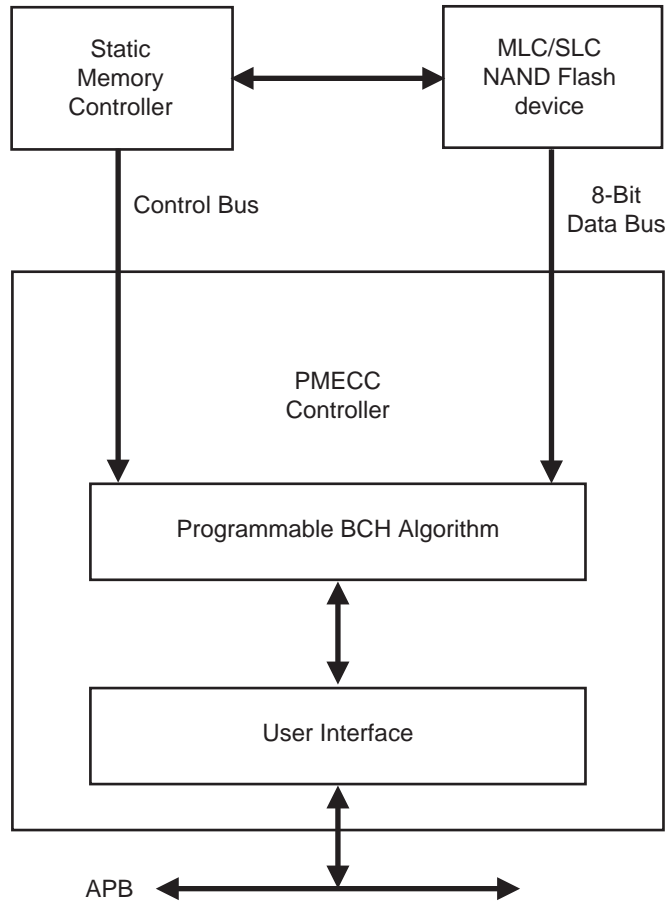 Static
Memory
Controller
MLC/SLC
NAND Flash
device
Control Bus
8-Bit
Data Bus
PMECC
Controller
Programmable BCH Algorithm
User Interface
APB